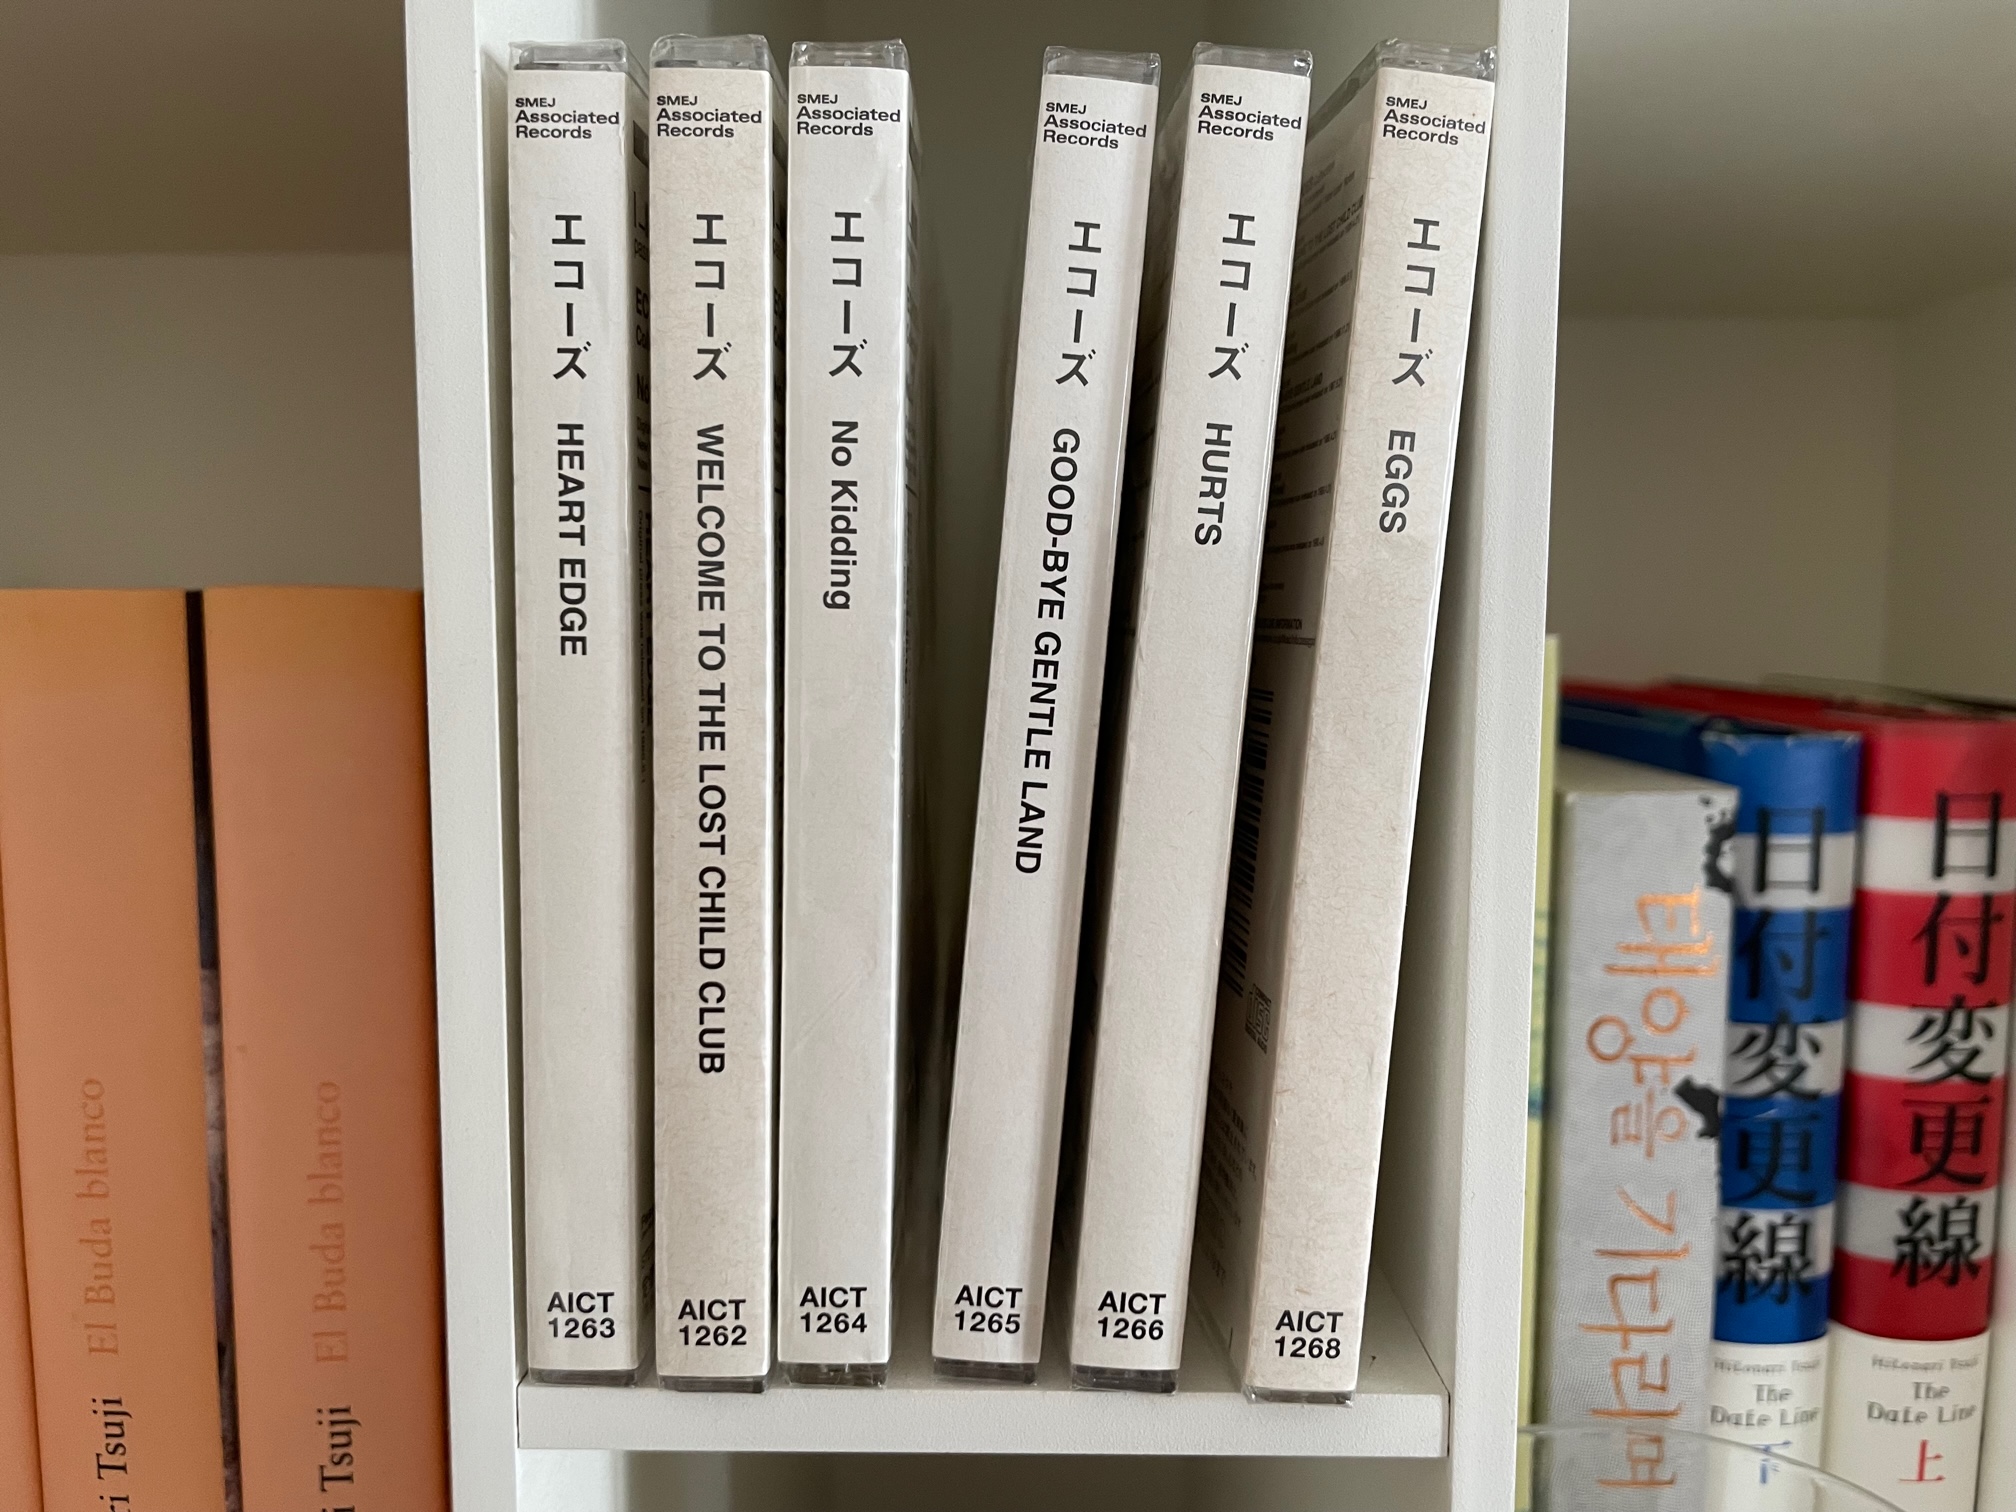 SMEJ
Associated
Records
エコーズ HEART EDGE
AICT
1263
SMEJ
Associated
Records
エコーズ WELCOME TO THE LOST CHILD CLUB
AICT
1262
SMEJ
Associated
Records
エコーズ No Kidding
AICT
1264
SMEJ
Associated
Records
エコーズ GOOD-BYE GENTLE LAND
AICT
1265
SMEJ
Associated
Records
エコーズ HURTS
AICT
1266
SMEJ
Associated
Records
エコーズ EGGS
AICT
1268
El Buda blanco
ri Tsuji
El Buda blanco
i Tsuji
태양을 기다리며
日付変更線
The
Date Line
下
日付変更線
The
Date Line
上